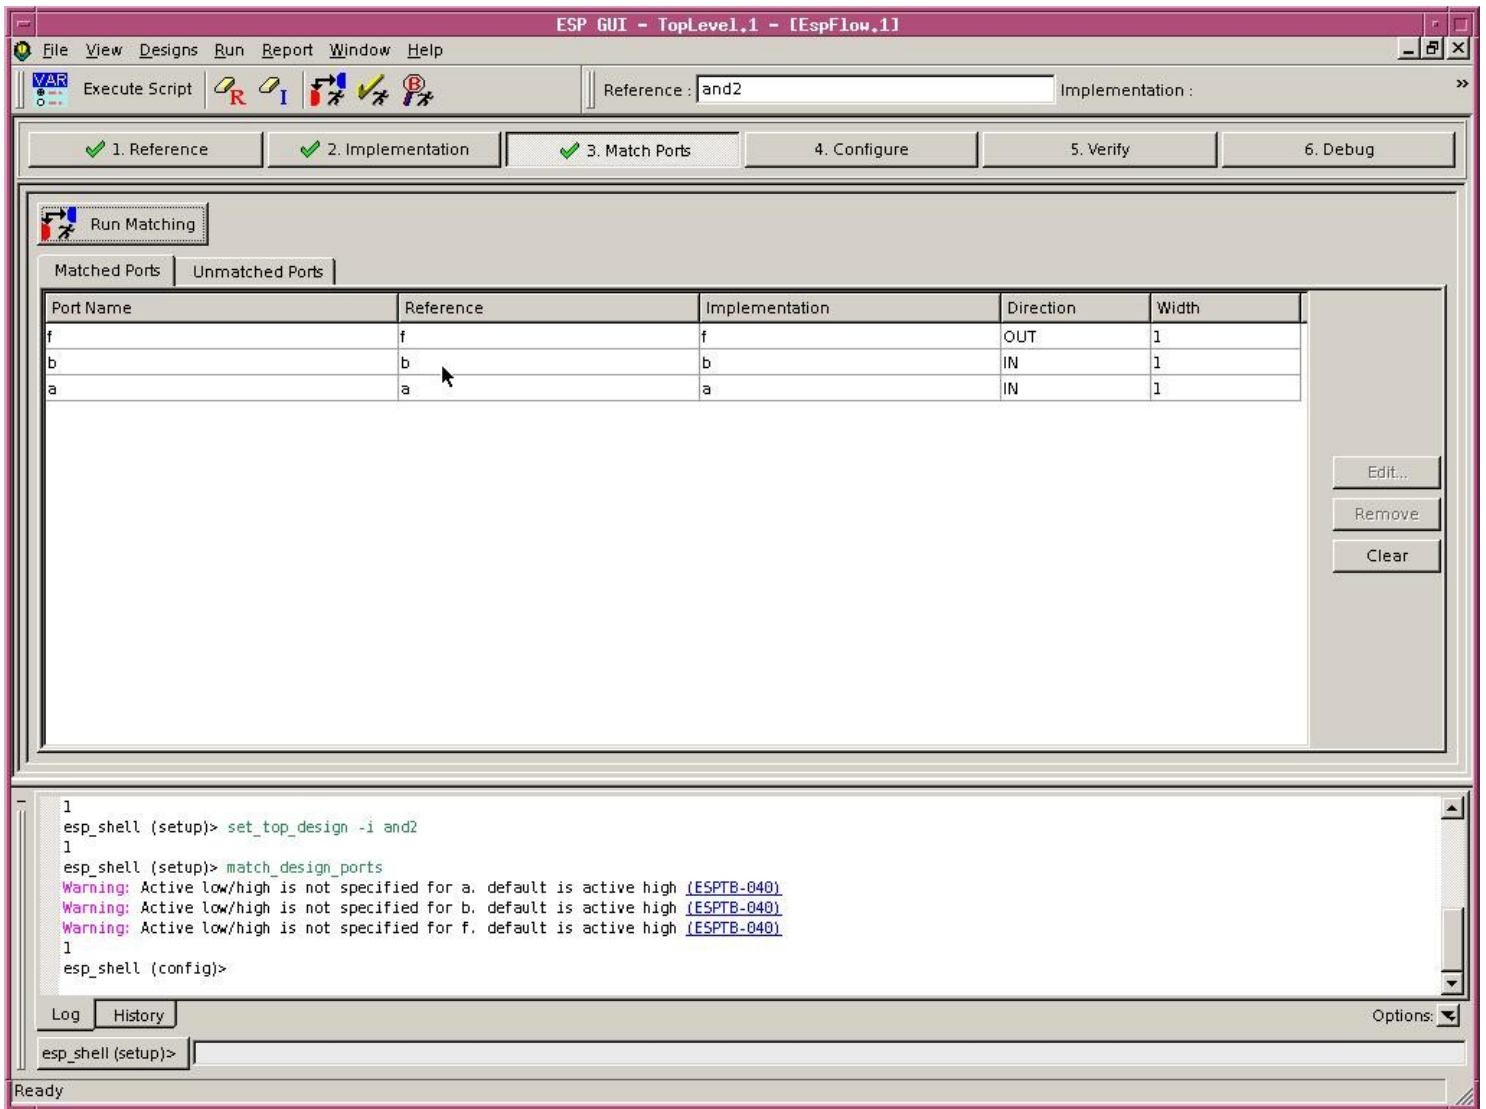 ESP GUI - TopLevel.1 - [EspFlow.1]
File View Designs Run Report Window Help
VAR Execute Script R I B Reference : and2 Implementation : »
1. Reference 2. Implementation 3. Match Ports 4. Configure 5. Verify 6. Debug
Run Matching
Matched Ports Unmatched Ports
Port Name Reference Implementation Direction Width
f f f OUT 1
b b b IN 1
a a a IN 1
Edit...
Remove
Clear
1
esp_shell (setup)> set_top_design -i and2
1
esp_shell (setup)> match_design_ports
Warning: Active low/high is not specified for a. default is active high (ESPTB-040)
Warning: Active low/high is not specified for b. default is active high (ESPTB-040)
Warning: Active low/high is not specified for f. default is active high (ESPTB-040)
1
esp_shell (config)>
Log History Options:
esp_shell (setup)>
Ready